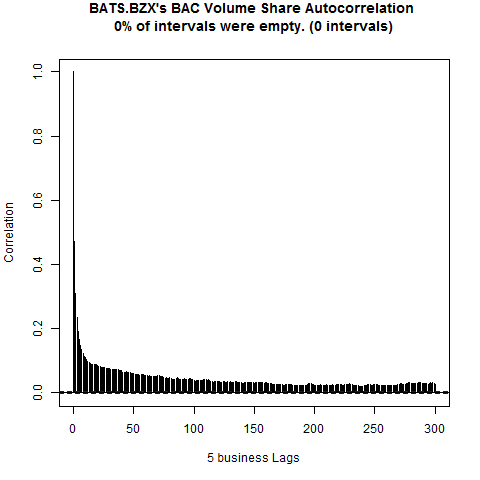 BATS.BZX's BAC Volume Share Autocorrelation
0% of intervals were empty. (0 intervals)
1.0
0.8
0.6
0.4
0.2
0.0
Correlation
0 50 100 150 200 250 300
5 business Lags